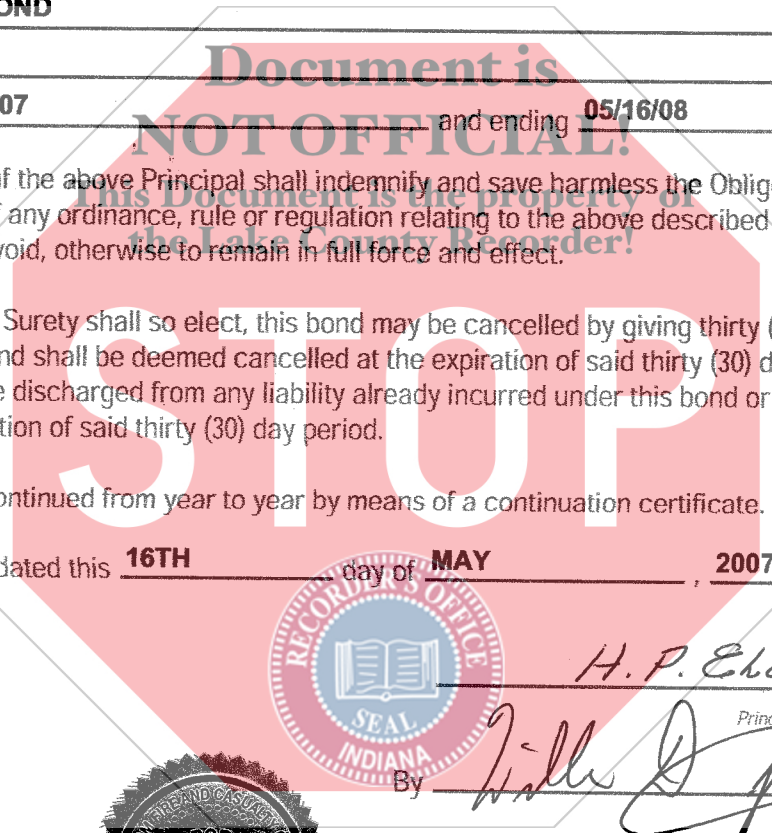 OND
Document is
07 and ending 05/16/08
NOT OFFICIAL!
if the above Principal shall indemnify and save harmless the Oblig
This Document is the property of
f any ordinance, rule or regulation relating to the above described
the Lake County Recorder!
void, otherwise to remain in full force and effect.
Surety shall so elect, this bond may be cancelled by giving thirty (
nd shall be deemed cancelled at the expiration of said thirty (30) d
e discharged from any liability already incurred under this bond or
tion of said thirty (30) day period.
STOP
ontinued from year to year by means of a continuation certificate.
dated this 16TH day of MAY , 2007
RECORDER'S OFFICE
SEAL
INDIANA
H. P.
Princ
By
FIRE AND CASUALTY